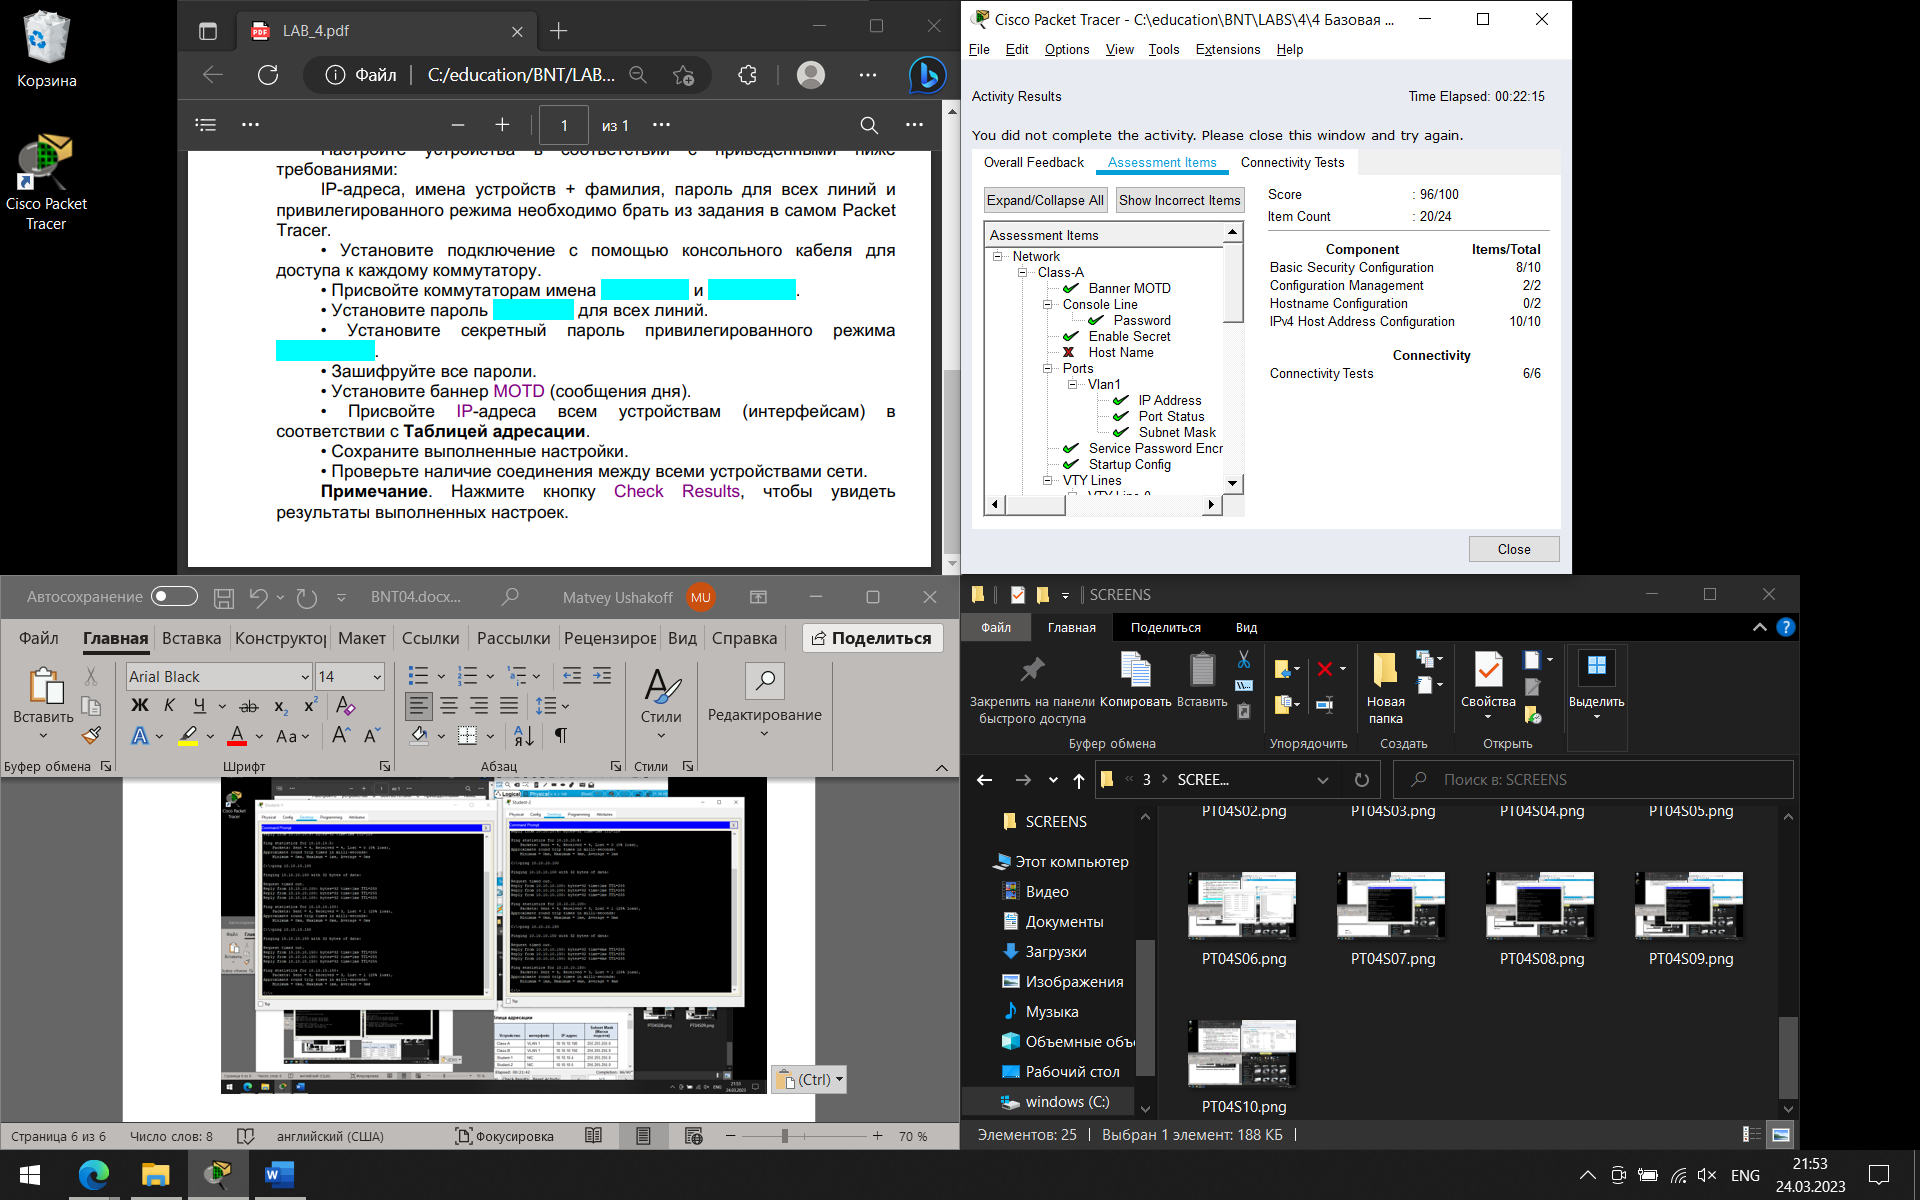 Корзина
Cisco Packet
Tracer
LAB_4.pdf
Файл
C:/education/BNT/LAB...
1
из 1
Настройте устройства в соответствии с приведенными ниже
требованиями:
IP-адреса, имена устройств + фамилия, пароль для всех линий и
привилегированного режима необходимо брать из задания в самом Packet
Tracer.
• Установите подключение с помощью консольного кабеля для
доступа к каждому коммутатору.
• Присвойте коммутаторам имена и .
• Установите пароль для всех линий.
• Установите секретный пароль привилегированного режима
.
• Зашифруйте все пароли.
• Установите баннер MOTD (сообщения дня).
• Присвойте IP-адреса всем устройствам (интерфейсам) в
соответствии с Таблицей адресации.
• Сохраните выполненные настройки.
• Проверьте наличие соединения между всеми устройствами сети.
Примечание. Нажмите кнопку Check Results, чтобы увидеть
результаты выполненных настроек.
Cisco Packet Tracer - C:\education\BNT\LABS\4\4 Базовая ...
File Edit Options View Tools Extensions Help
Activity Results
Time Elapsed: 00:22:15
You did not complete the activity. Please close this window and try again.
Overall Feedback Assessment Items Connectivity Tests
Expand/Collapse All Show Incorrect Items
Assessment Items
Network
Class-A
Banner MOTD
Console Line
Password
Enable Secret
Host Name
Ports
Vlan1
IP Address
Port Status
Subnet Mask
Service Password Encr
Startup Config
VTY Lines
VTY Line 0
Score : 96/100
Item Count : 20/24
Component Items/Total
Basic Security Configuration 8/10
Configuration Management 2/2
Hostname Configuration 0/2
IPv4 Host Address Configuration 10/10
Connectivity
Connectivity Tests 6/6
Close
Автосохранение
BNT04.docx...
Matvey Ushakoff
MU
Файл Главная Вставка Конструктор Макет Ссылки Рассылки Рецензиров Вид Справка
Поделиться
Вставить
Arial Black
14
Ж К Ч ab x₂ x²
Aa
Стили
Редактирование
Буфер обмена
Шрифт
Абзац
Стили
(Ctrl)
Страница 6 из 6
Число слов: 8
английский (США)
Фокусировка
70 %
SCREENS
Файл Главная Поделиться Вид
Закрепить на панели
быстрого доступа
Копировать
Вставить
Новая
папка
Свойства
Выделить
Буфер обмена
Упорядочить
Создать
Открыть
3
SCREE...
Поиск в: SCREENS
SCREENS
Этот компьютер
Видео
Документы
Загрузки
Изображения
Музыка
Объемные объ
Рабочий стол
windows (C:)
PT04S02.png
PT04S03.png
PT04S04.png
PT04S05.png
PT04S06.png
PT04S07.png
PT04S08.png
PT04S09.png
PT04S10.png
Элементов: 25
Выбран 1 элемент: 188 КБ
ENG
21:53
24.03.2023